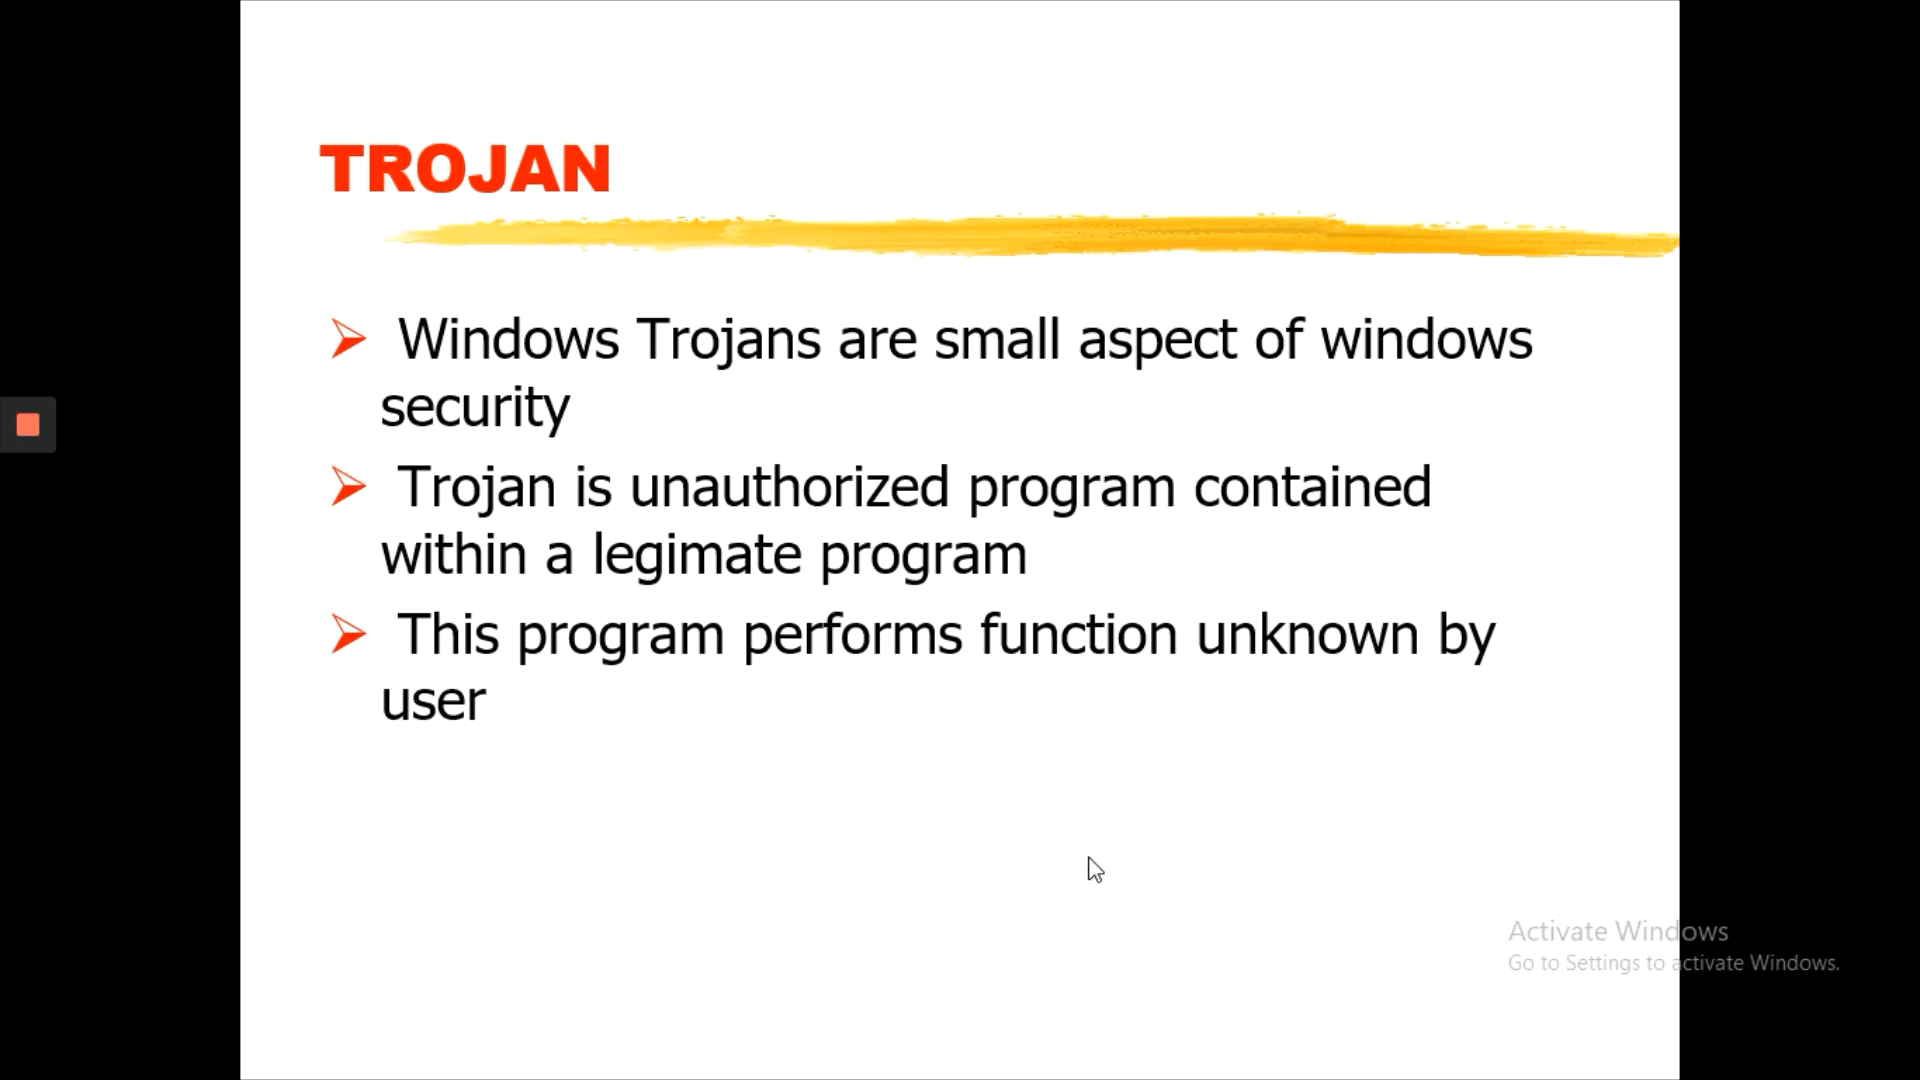 TROJAN
Windows Trojans are small aspect of windows
security
Trojan is unauthorized program contained
within a legimate program
This program performs function unknown by
user
Activate Windows
Go to Settings to activate Windows.